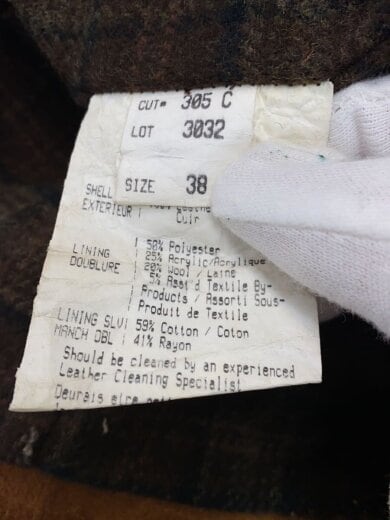 CUT# 305 C
LOT 3032
SIZE 38
SHELL
EXTERIEUR Cuir
LINING 50% Polyester
DOUBLURE 25% Acrylic/Acrylique
20% Wool / Laine
5% Ass'd Textile By-
Products / Assorti Sous-
Produit de Textile
LINING SLV 59% Cotton / Coton
MANCH DBL 41% Rayon
Should be cleaned by an experienced
Leather Cleaning Specialist